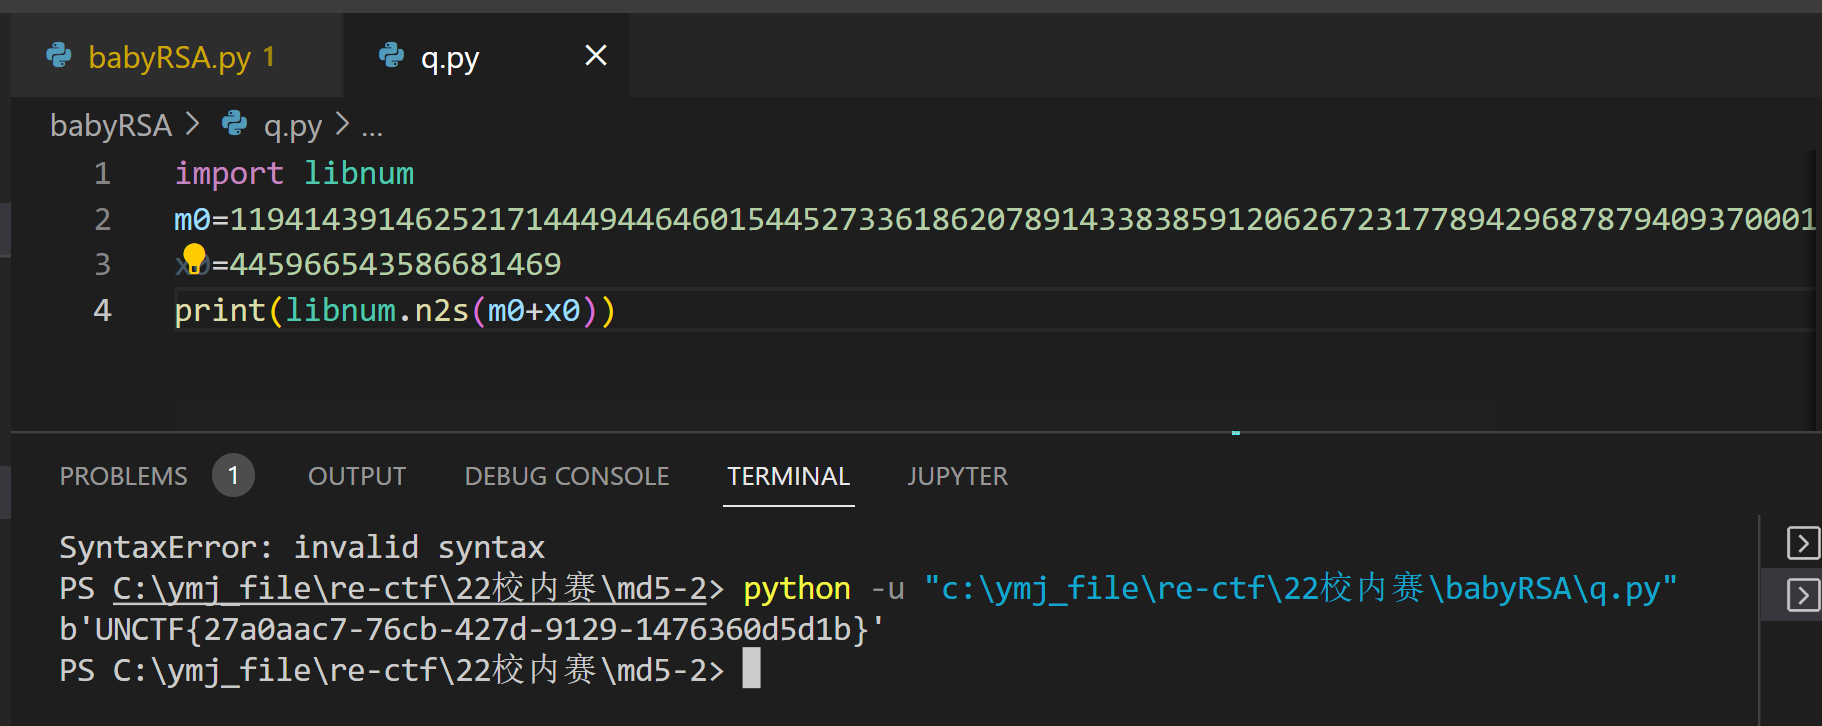 babyRSA.py 1 q.py ×
babyRSA > q.py > ...
1 import libnum
2 m0=11941439146252171444944646015445273361862078914338385912062672317789429687879409370001
3 x0=445966543586681469
4 print(libnum.n2s(m0+x0))
PROBLEMS 1 OUTPUT DEBUG CONSOLE TERMINAL JUPYTER
SyntaxError: invalid syntax
PS C:\ymj_file\re-ctf\22校内赛\md5-2> python -u "c:\ymj_file\re-ctf\22校内赛\babyRSA\q.py"
b'UNCTF{27a0aac7-76cb-427d-9129-1476360d5d1b}'
PS C:\ymj_file\re-ctf\22校内赛\md5-2>